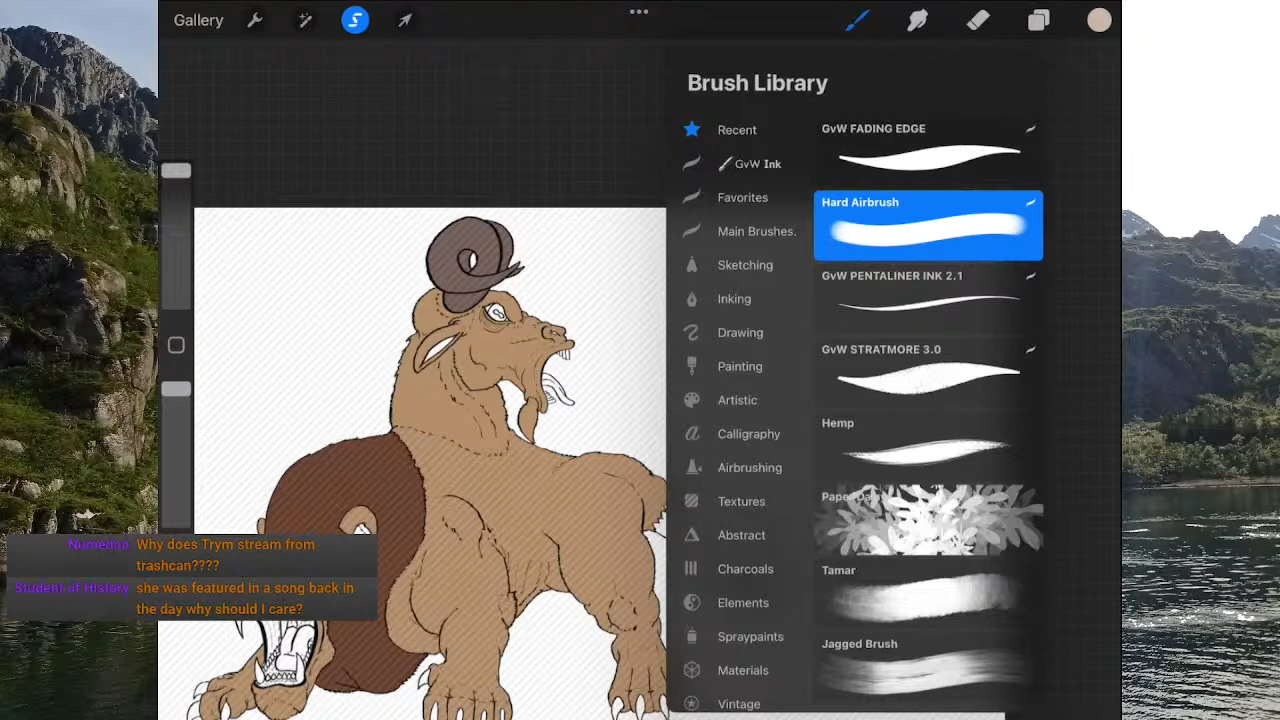 Gallery
Brush Library
Recent
GvW Ink
Favorites
Main Brushes.
Sketching
Inking
Drawing
Painting
Artistic
Calligraphy
Airbrushing
Textures
Abstract
Charcoals
Elements
Spraypaints
Materials
Vintage
GvW FADING EDGE
Hard Airbrush
GvW PENTALINER INK 2.1
GvW STRATMORE 3.0
Hemp
Tamar
Jagged Brush
Numedon Why does Trym stream from
trashcan????
Student of History she was featured in a song back in
the day why should I care?